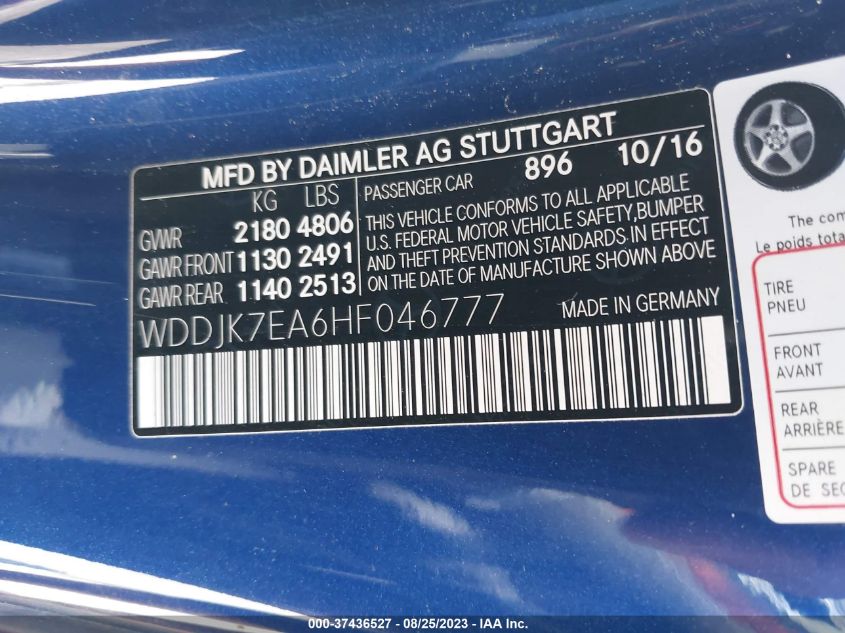 MFD BY DAIMLER AG STUTTGART
KG LBS
GVWR 2180 4806
GAWR FRONT 1130 2491
GAWR REAR 1140 2513
PASSENGER CAR 896 10/16
THIS VEHICLE CONFORMS TO ALL APPLICABLE
U.S. FEDERAL MOTOR VEHICLE SAFETY,BUMPER
AND THEFT PREVENTION STANDARDS IN EFFECT
ON THE DATE OF MANUFACTURE SHOWN ABOVE
WDDJK7EA6HF046777 MADE IN GERMANY
The com
Le poids tota
TIRE
PNEU
FRONT
AVANT
REAR
ARRIÈRE
SPARE
DE SEC
000-37436527 - 08/25/2023 - IAA Inc.